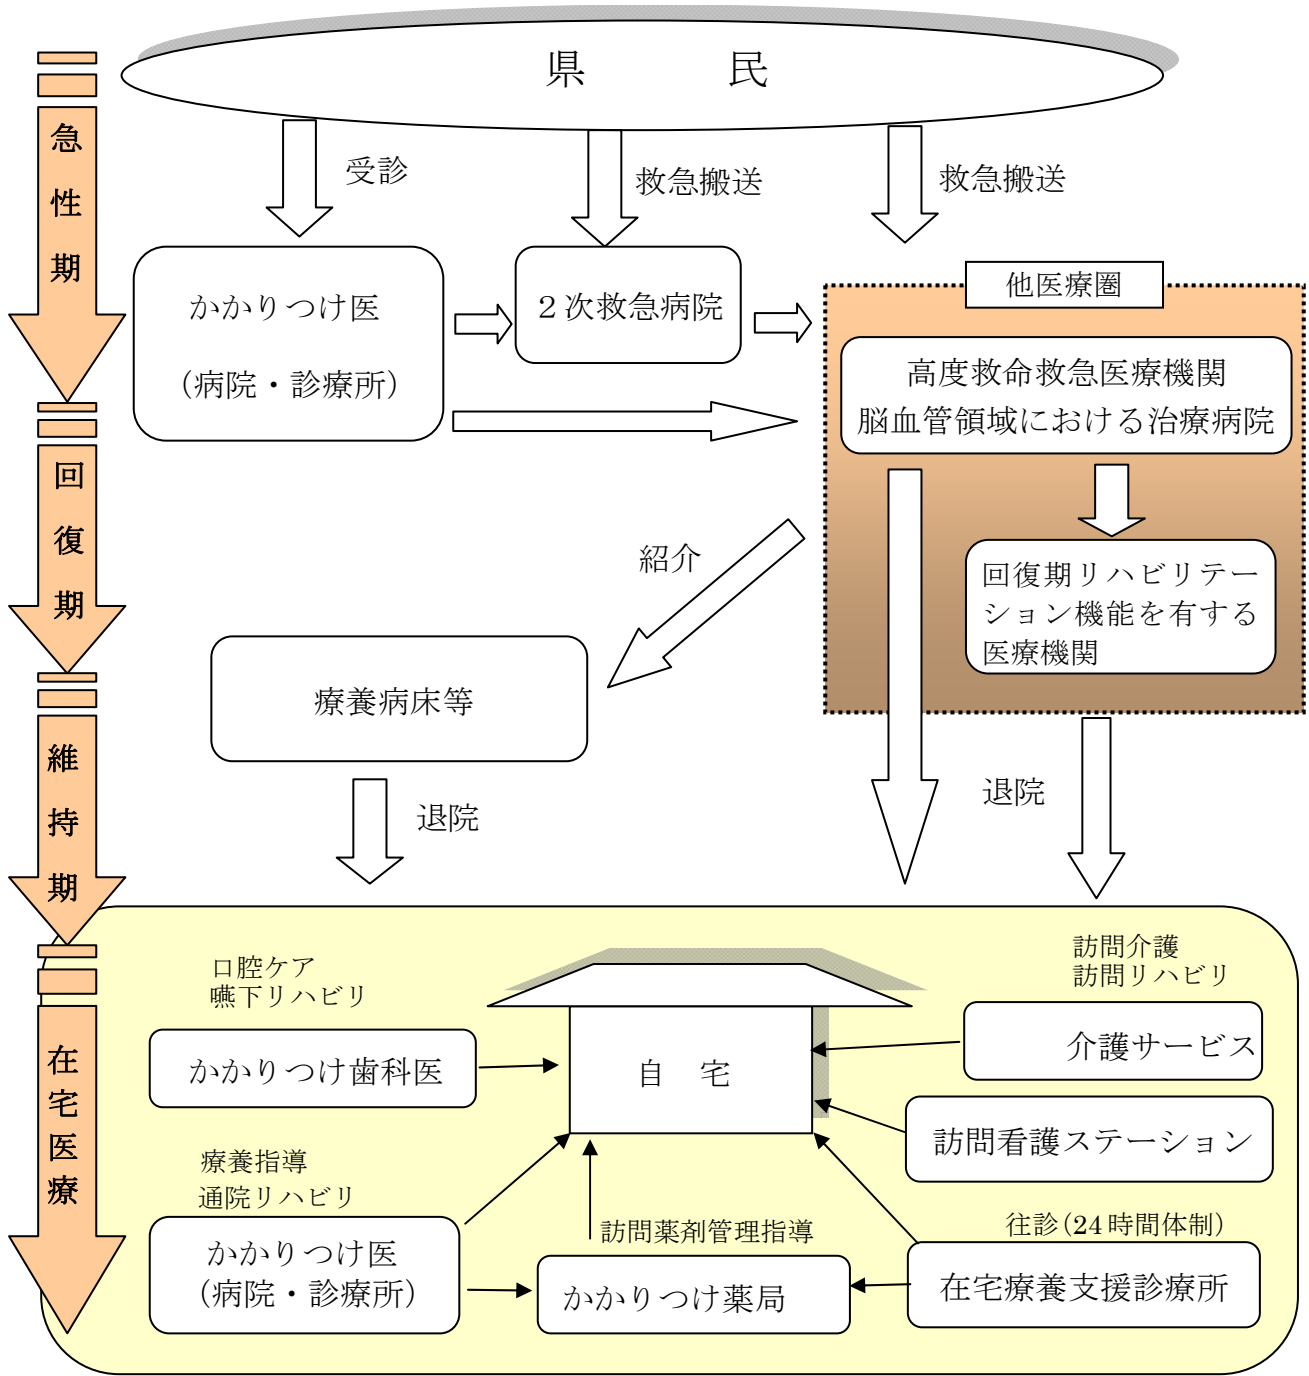 県　民
急性期
受診
救急搬送
救急搬送
かかりつけ医
（病院・診療所）
２次救急病院
他医療圏
高度救命救急医療機関
脳血管領域における治療病院
回復期
紹介
回復期リハビリテー
ション機能を有する
医療機関
療養病床等
維持期
退院
退院
在宅医療
口腔ケア
嚥下リハビリ
かかりつけ歯科医
自　宅
訪問介護
訪問リハビリ
介護サービス
訪問看護ステーション
療養指導
通院リハビリ
かかりつけ医
（病院・診療所）
訪問薬剤管理指導
かかりつけ薬局
往診（24時間体制）
在宅療養支援診療所